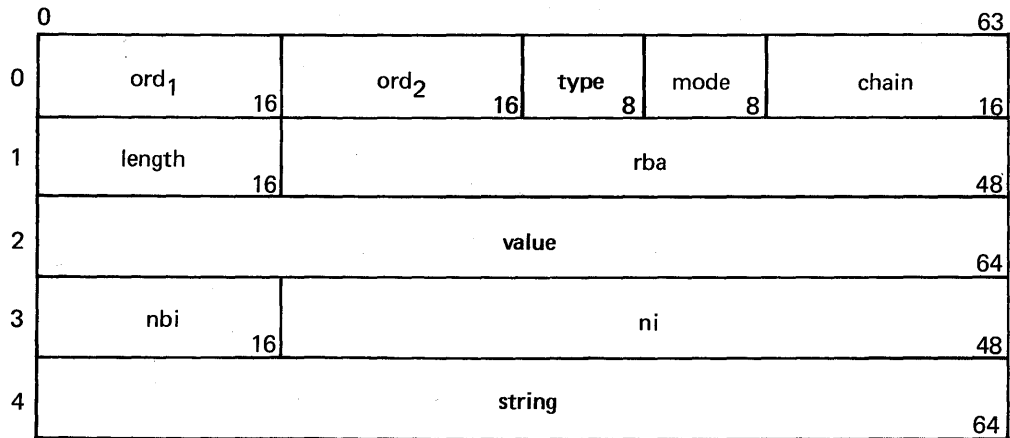 0 63
0 ord1 16 ord2 16 type 8 mode 8 chain 16
1 length 16 rba 48
2 value 64
3 nbi 16 ni 48
4 string 64